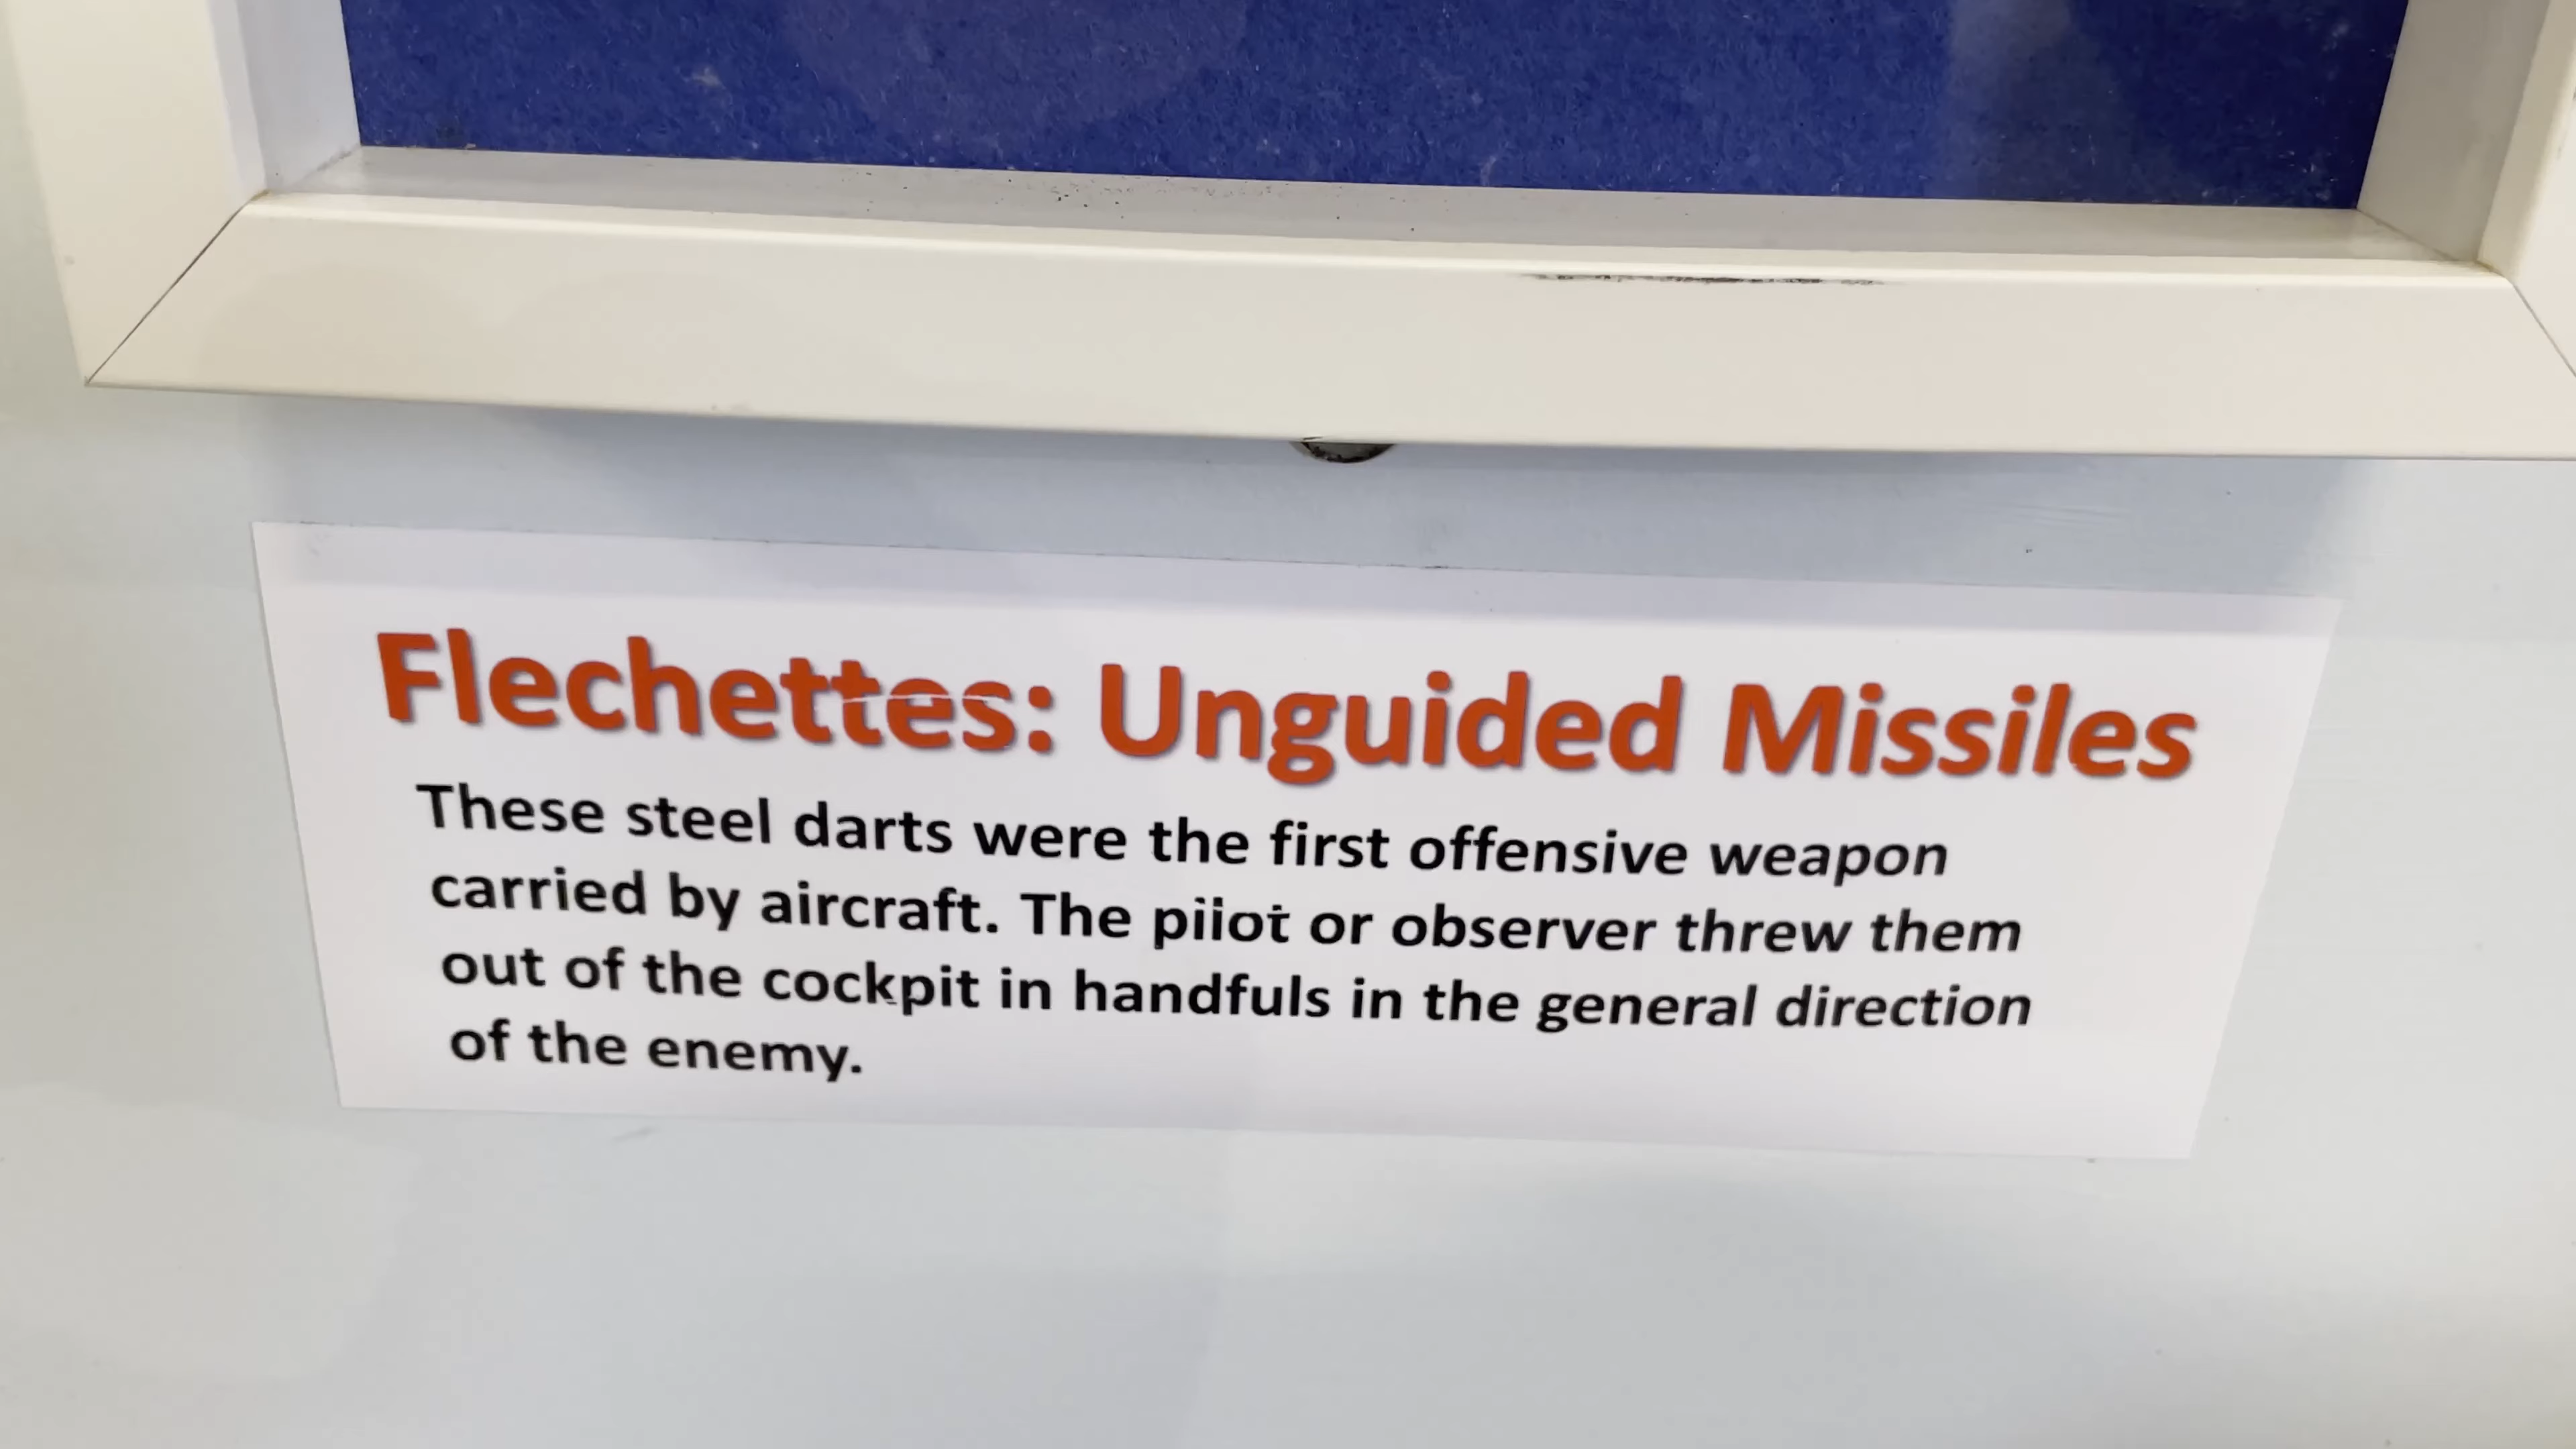 Flechettes: Unguided Missiles
These steel darts were the first offensive weapon
carried by aircraft. The pilot or observer threw them
out of the cockpit in handfuls in the general direction
of the enemy.